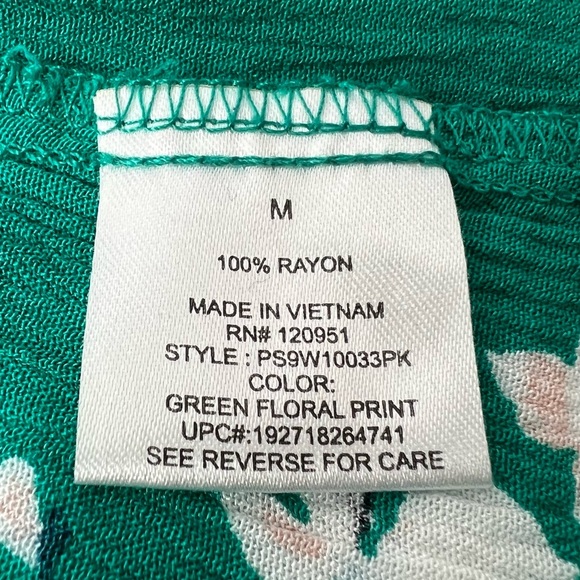 M
100% RAYON
MADE IN VIETNAM
RN# 120951
STYLE : PS9W10033PK
COLOR:
GREEN FLORAL PRINT
UPC#:192718264741
SEE REVERSE FOR CARE